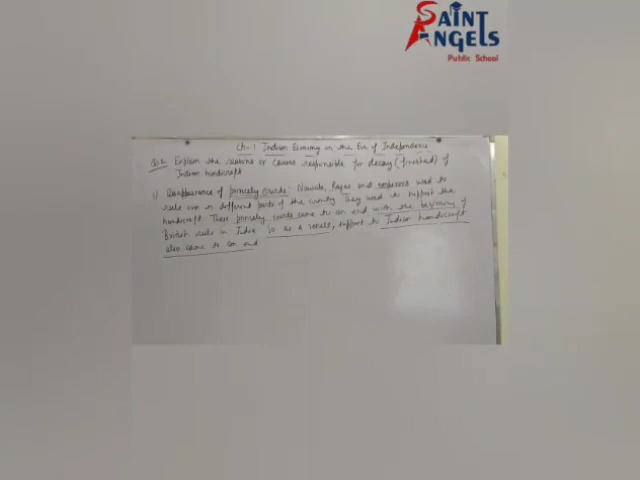 SAINT
ANGELS
Public School
Ch-1 Indian Economy on the Eve of Independence
Explain the reasons or causes responsible for decay (finished) of
Indian handicraft
1) Disappearance of princely courts: Nawabs, Rajas and emperors used to
rule over in different parts of the country they used to support the
handicraft. These princely courts came to an end with the beginning of
British rule in India so as a result, support to Indian handicraft
also came to an end